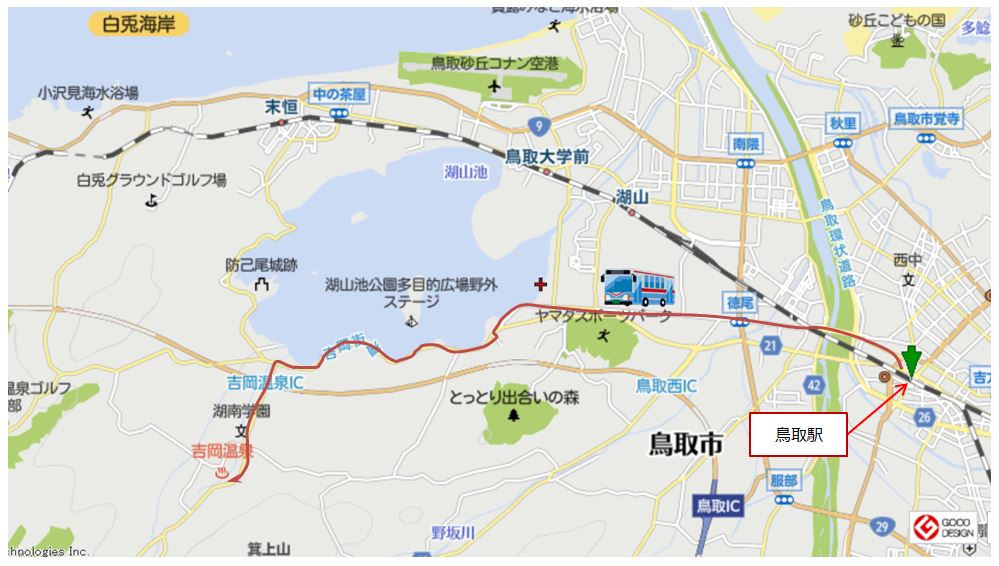 白兎海岸
砂丘こどもの国
多鯰
鳥取砂丘コナン空港
小沢見海水浴場
中の茶屋
末恒
9
南隈
秋里
鳥取市覚寺
湖山池
鳥取大学前
白兎グラウンドゴルフ場
湖山
鳥取環状道路
防己尾城跡
西中
湖山池公園多目的広場野外
ステージ
徳尾
ヤマタスポーツパーク
21
吉岡街道
吉岡温泉IC
鳥取西IC
42
温泉ゴルフ
部
とっとり出合いの森
湖南学園
26
鳥取市
鳥取駅
吉岡温泉
服部
鳥取IC
野坂川
29
GOOD
DESIGN
箕上山
chnologies Inc.